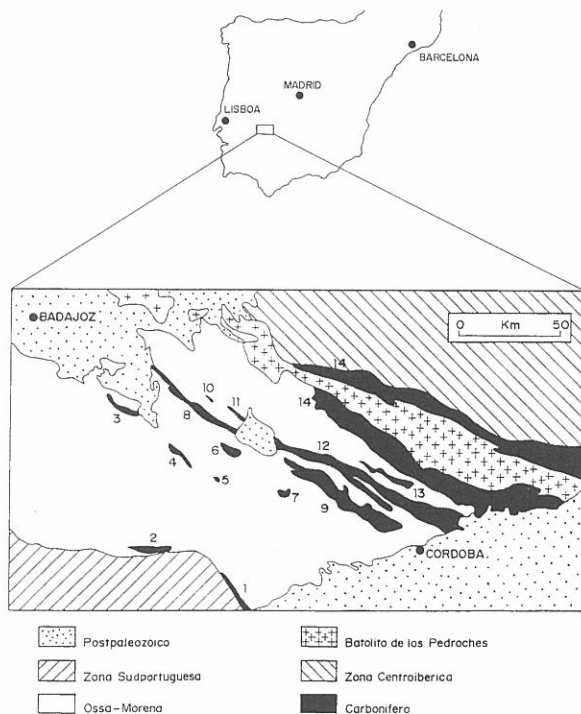 BARCELONA
MADRID
LISBOA
BADAJOZ
0 Km 50
14
10
14
3
11
8
12
6
4
13
5
7
9
2
CORDOBA
1
Postpaleozoico
Batolito de los Pedroches
Zona Sudportuguesa
Zona Centroiberica
Ossa-Morena
Carbonifero